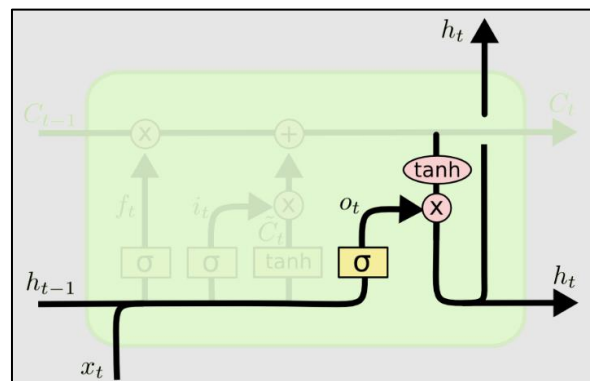 h_t
C_{t-1} x + C_t
tanh
f_t i_t x o_t x
C̃_t
σ σ tanh σ
h_{t-1} h_t
x_t